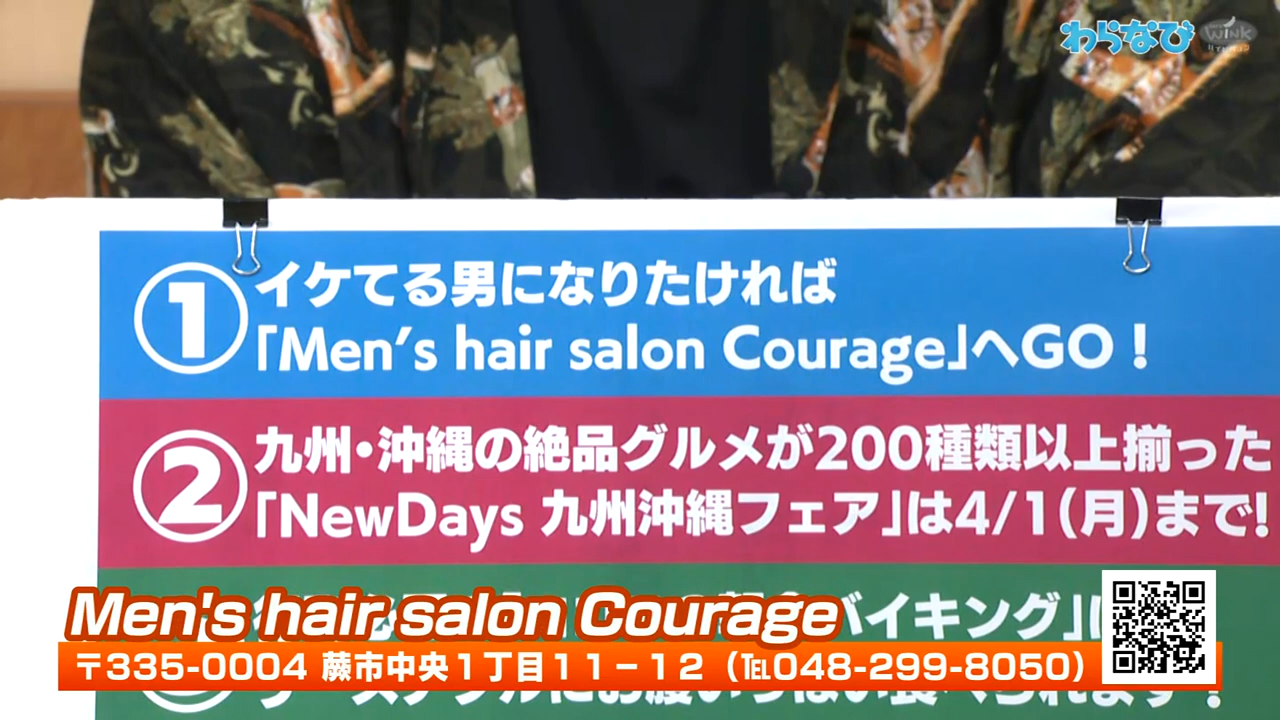 わらなび
WINK
①イケてる男になりたければ
「Men's hair salon Courage」へGO！
②九州・沖縄の絶品グルメが200種類以上揃った
「NewDays 九州沖縄フェア」は4/1(月)まで!
バイキング」は
Men's hair salon Courage
〒335-0004 蕨市中央１丁目１１－１２（℡048-299-8050）